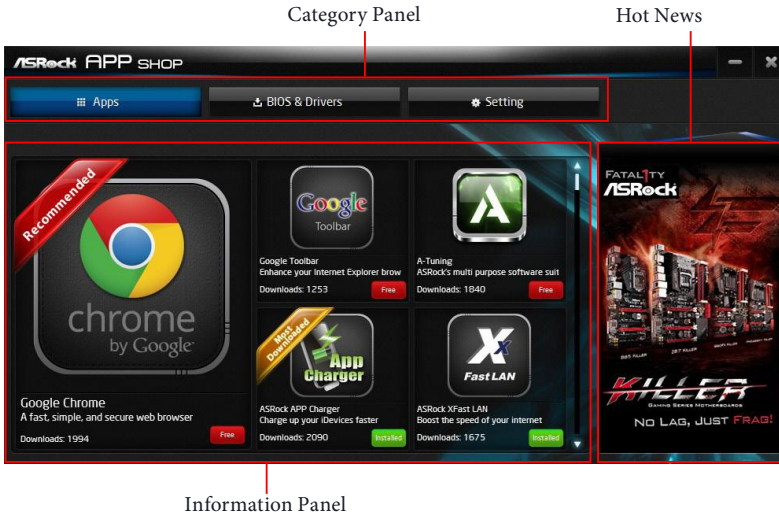 Category Panel
Hot News
ASRock APP SHOP
Apps
BIOS & Drivers
Setting
Recommended
chrome
by Google
Google Chrome
A fast, simple, and secure web browser
Downloads: 1994
Free
Google
Toolbar
Google Toolbar
Enhance your Internet Explorer brow
Downloads: 1253
Free
A-Tuning
ASRock's multi purpose software suit
Downloads: 1840
Free
Most
Downloaded
App
Charger
ASRock APP Charger
Charge up your iDevices faster
Downloads: 2090
Installed
Fast LAN
ASRock XFast LAN
Boost the speed of your internet
Downloads: 1675
Installed
FATAL1TY
ASRock
KILLER
GAMING SERIES MOTHERBOARDS
NO LAG, JUST FRAG!
Information Panel